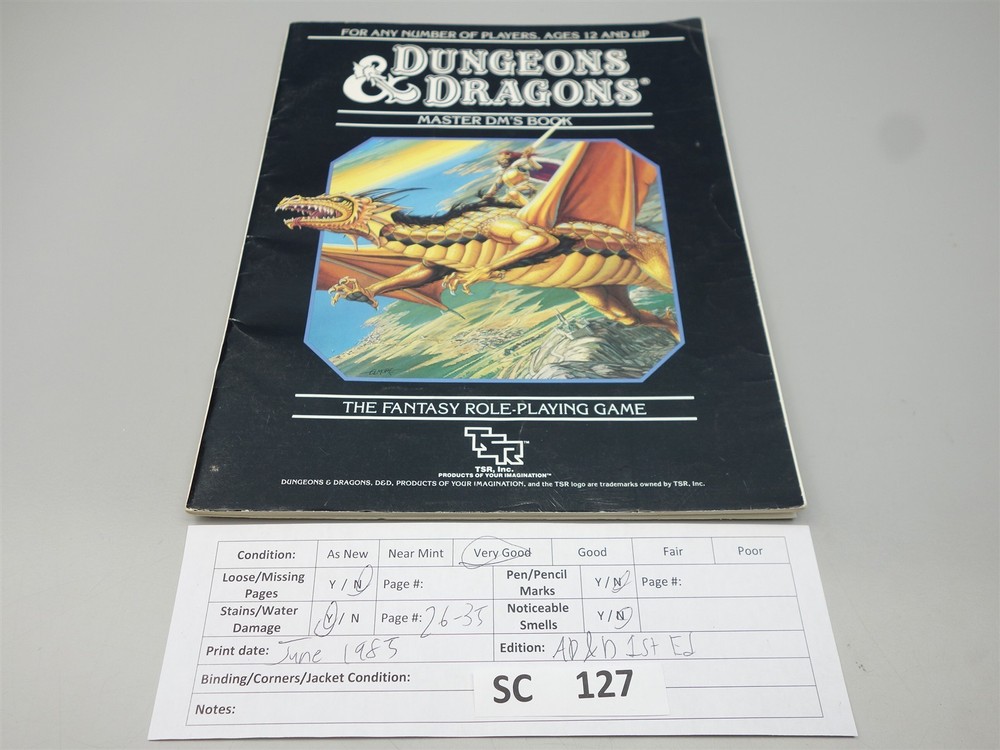 FOR ANY NUMBER OF PLAYERS, AGES 12 AND UP
DUNGEONS
& DRAGONS®
MASTER DM'S BOOK
ELMORE
THE FANTASY ROLE-PLAYING GAME
TSR™
TSR, Inc.
PRODUCTS OF YOUR IMAGINATION™
DUNGEONS & DRAGONS, D&D, PRODUCTS OF YOUR IMAGINATION, and the TSR logo are trademarks owned by TSR, Inc.
Condition: As New Near Mint Very Good Good Fair Poor
Loose/Missing Pages Y / N Page #: Pen/Pencil Marks Y / N Page #:
Stains/Water Damage Y / N Page #: 26-35 Noticeable Smells Y / N
Print date: June 1985 Edition: AD&D 1st Ed
Binding/Corners/Jacket Condition:
SC 127
Notes: